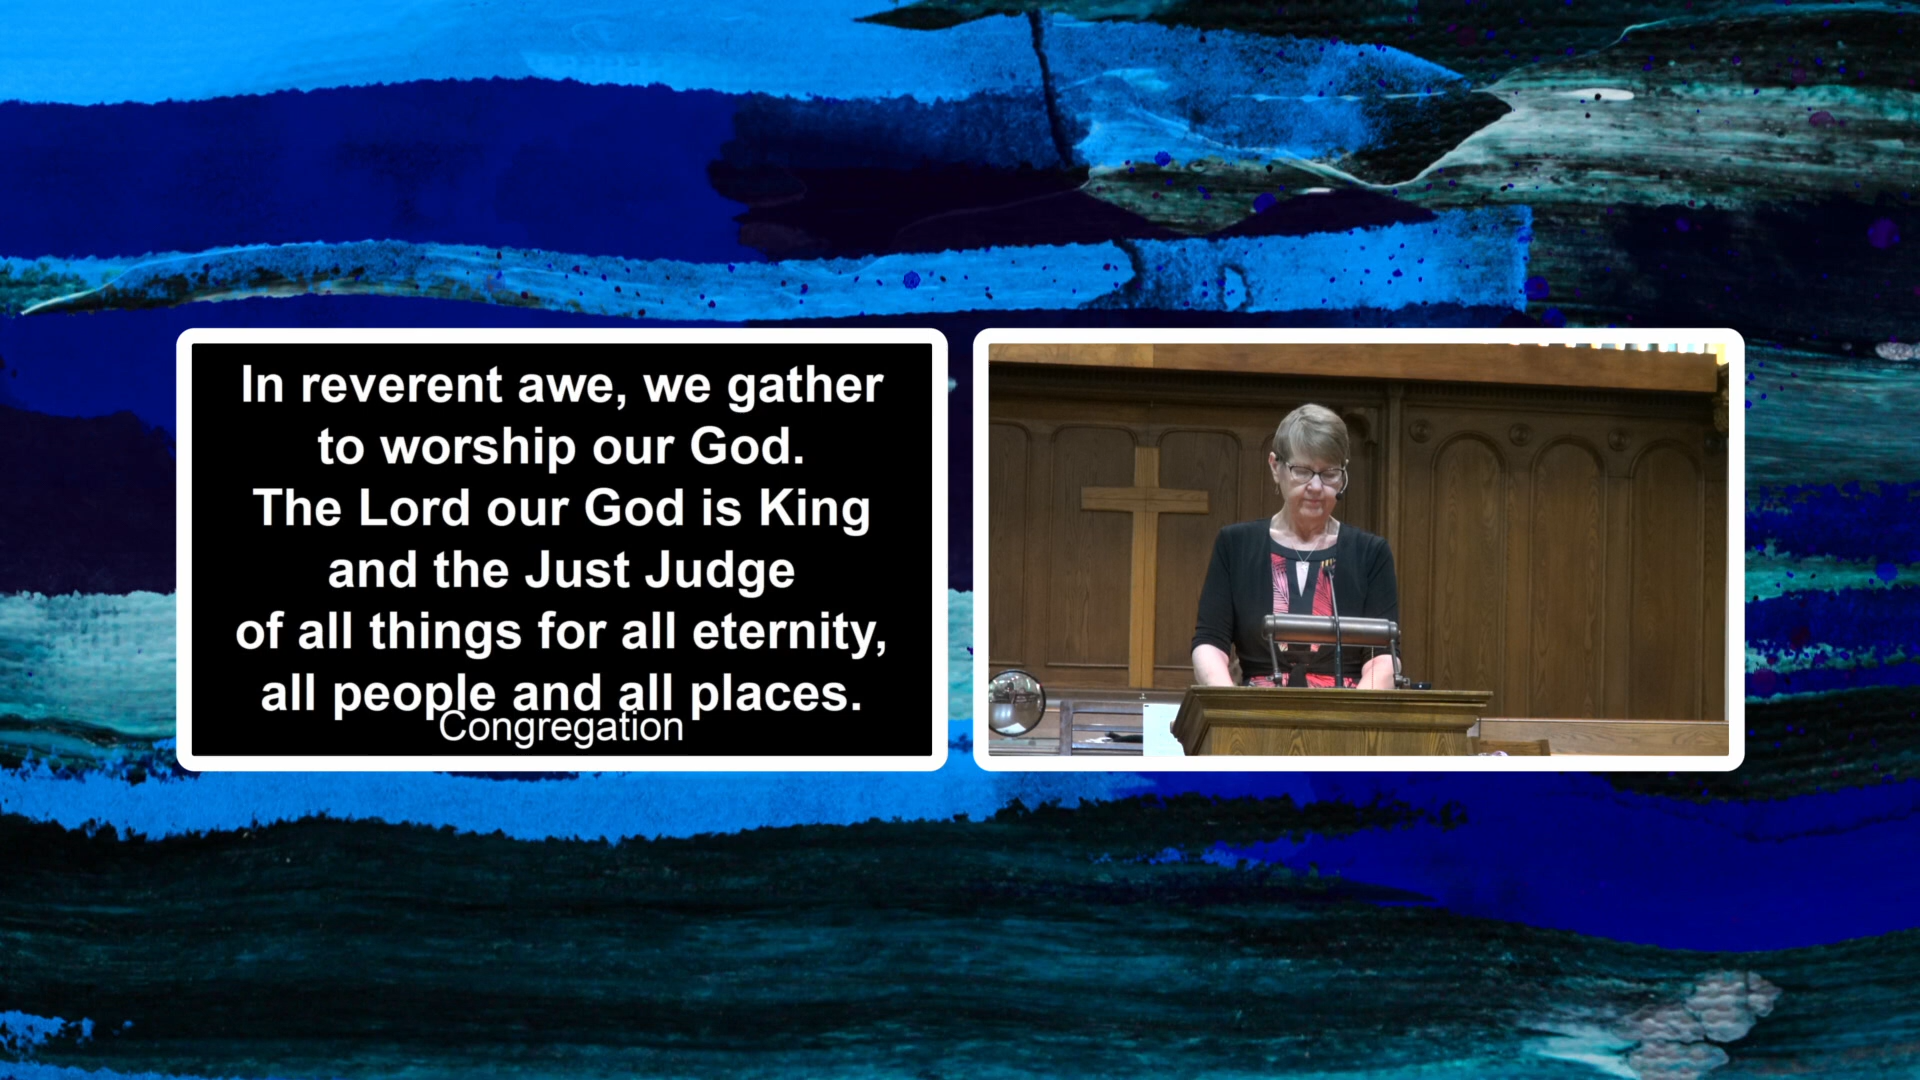 In reverent awe, we gather
to worship our God.
The Lord our God is King
and the Just Judge
of all things for all eternity,
all people and all places.
Congregation